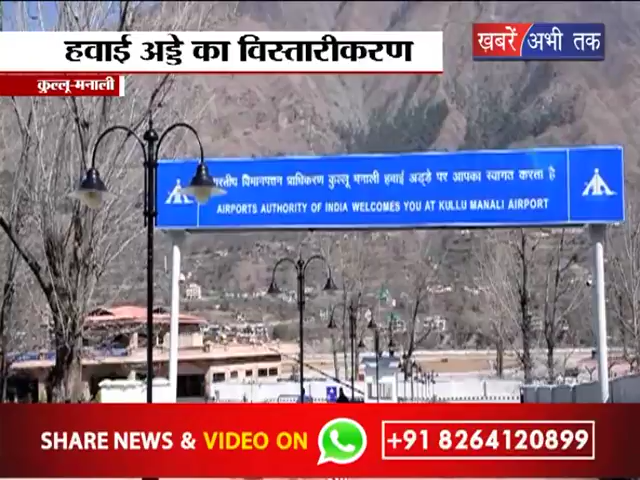 हवाई अड्डे का विस्तारीकरण
ख़बरें अभी तक
कुल्लू-मनाली
भारतीय विमानपत्तन प्राधिकरण कुल्लू मनाली हवाई अड्डे पर आपका स्वागत करता है
AIRPORTS AUTHORITY OF INDIA WELCOMES YOU AT KULLU MANALI AIRPORT
SHARE NEWS & VIDEO ON +91 8264120899